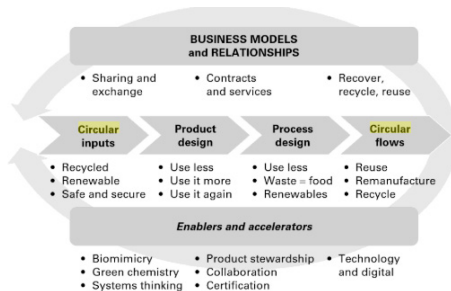 BUSINESS MODELS
and RELATIONSHIPS
• Sharing and exchange
• Contracts and services
• Recover, recycle, reuse
Circular inputs
Product design
Process design
Circular flows
• Recycled
• Renewable
• Safe and secure
• Use less
• Use it more
• Use it again
• Use less
• Waste = food
• Renewables
• Reuse
• Remanufacture
• Recycle
Enablers and accelerators
• Biomimicry
• Green chemistry
• Systems thinking
• Product stewardship
• Collaboration
• Certification
• Technology and digital